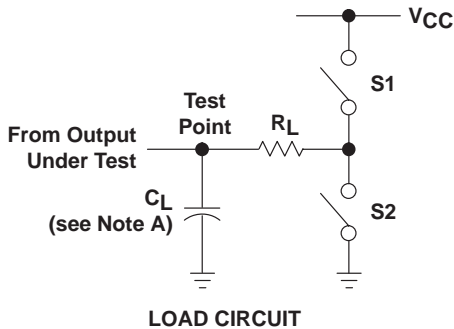 VCC
S1
Test
Point
RL
From Output
Under Test
CL
(see Note A)
S2
LOAD CIRCUIT